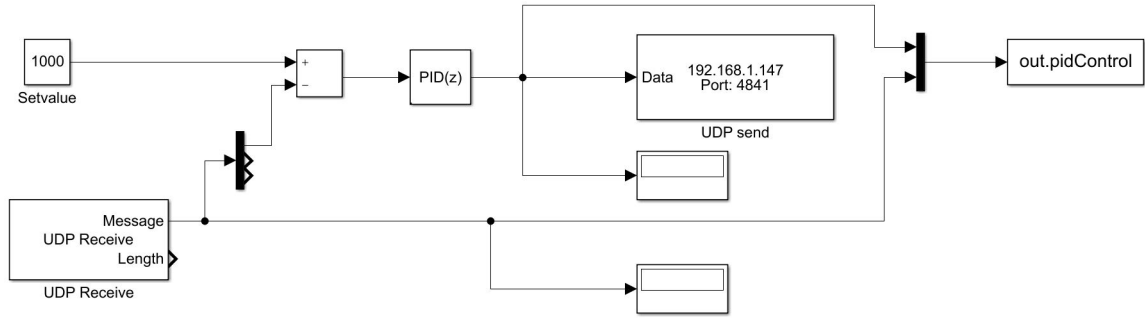 1000
Setvalue
+
−
PID(z)
Data
192.168.1.147
Port: 4841
UDP send
out.pidControl
Message
UDP Receive
Length
UDP Receive